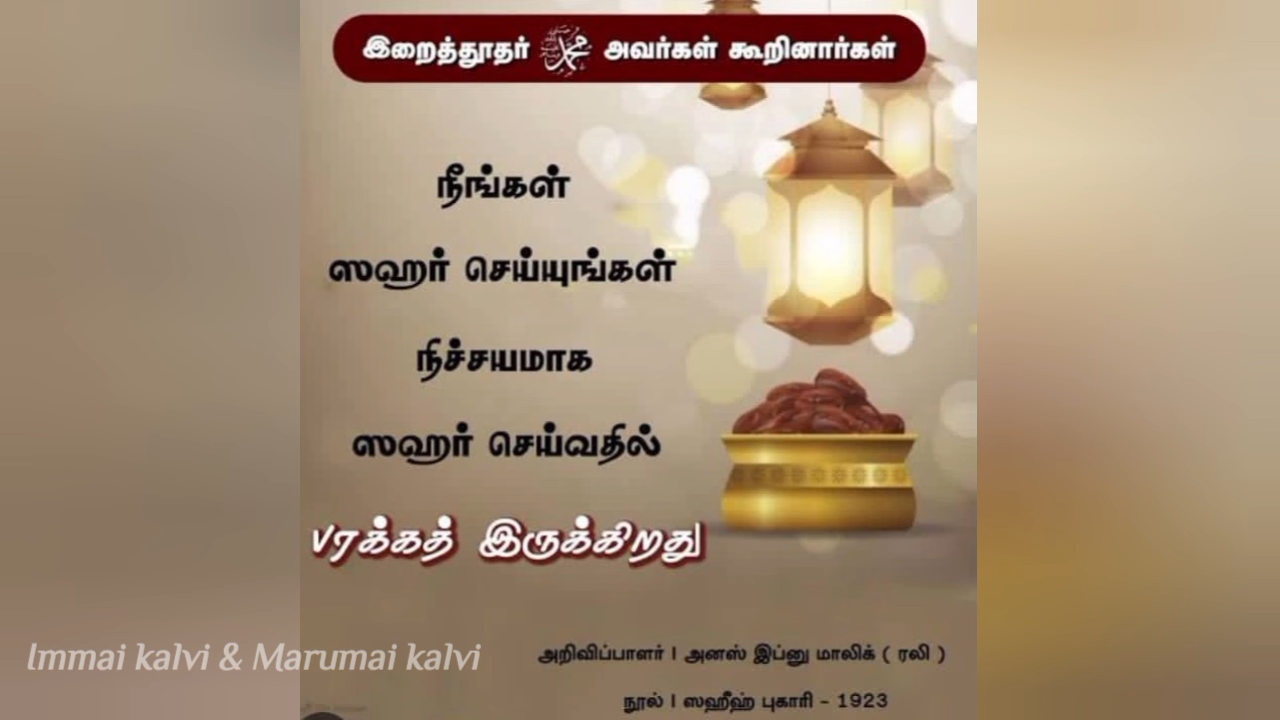 இறைத்தூதர் ﷺ அவர்கள் கூறினார்கள்
நீங்கள்
ஸஹர் செய்யுங்கள்
நிச்சயமாக
ஸஹர் செய்வதில்
பரக்கத் இருக்கிறது
Immai kalvi & Marumai kalvi
அறிவிப்பாளர் | அனஸ் இப்னு மாலிக் ( ரலி )
நூல் | ஸஹீஹ் புகாரி - 1923